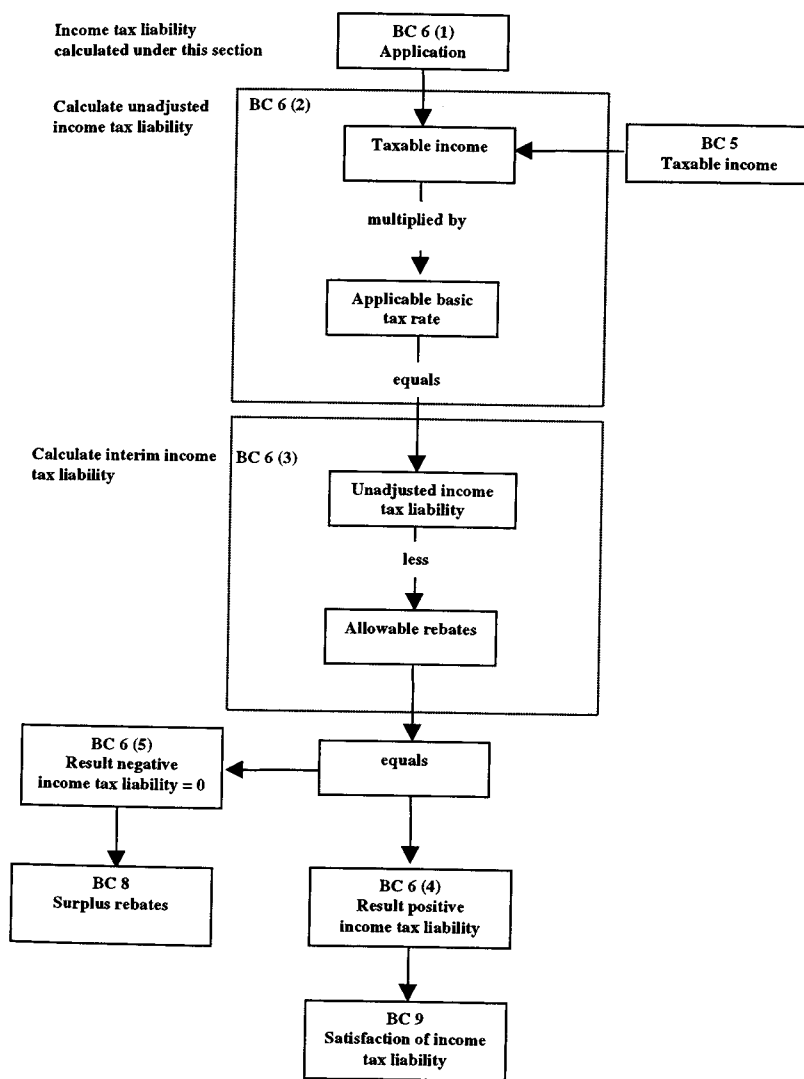 Income tax liability
calculated under this section
BC 6 (1)
Application
Calculate unadjusted
income tax liability
BC 6 (2)
Taxable income
BC 5
Taxable income
multiplied by
Applicable basic
tax rate
equals
Calculate interim income
tax liability
BC 6 (3)
Unadjusted income
tax liability
less
Allowable rebates
BC 6 (5)
Result negative
income tax liability = 0
equals
BC 8
Surplus rebates
BC 6 (4)
Result positive
income tax liability
BC 9
Satisfaction of income
tax liability